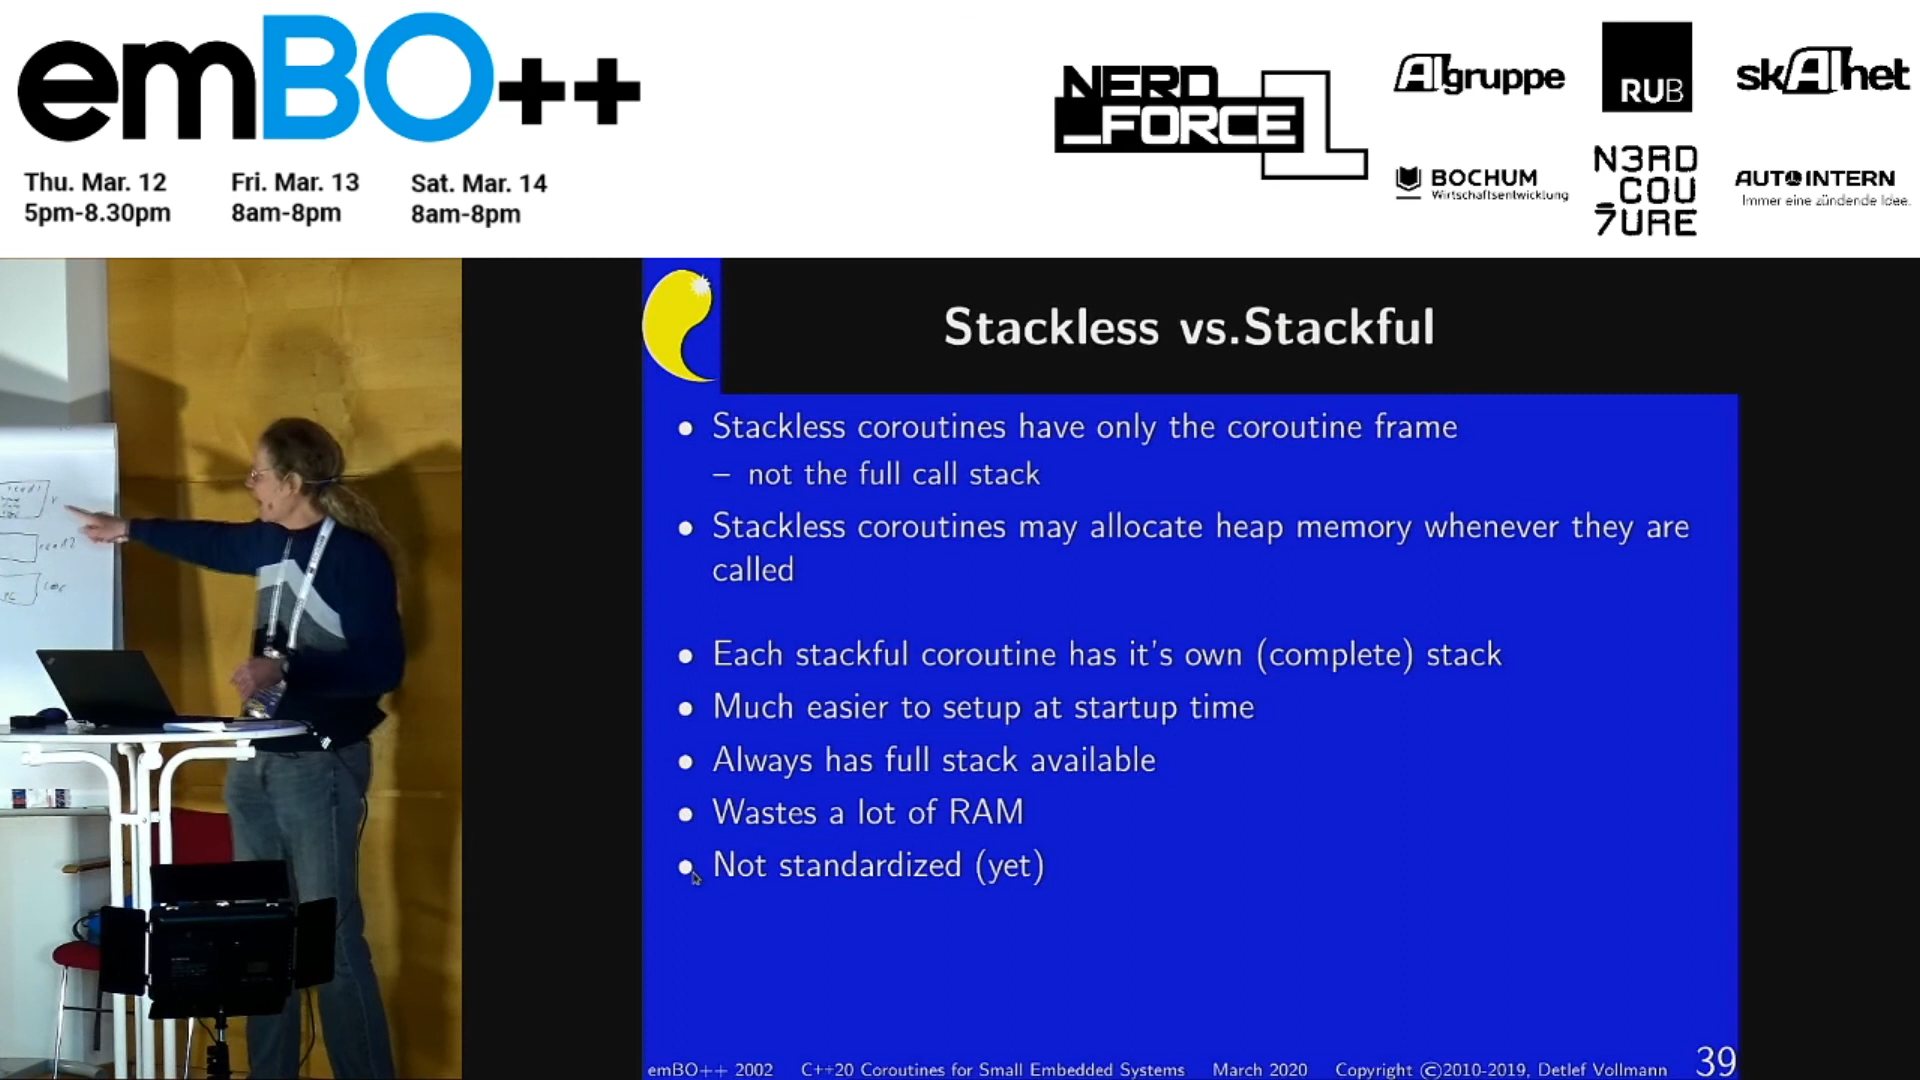 emBO++
Thu. Mar. 12
5pm-8.30pm
Fri. Mar. 13
8am-8pm
Sat. Mar. 14
8am-8pm
NERD
_FORCE
1
AIgruppe
RUB
skAInet
BOCHUM
Wirtschaftsentwicklung
N3RD
_COU
7URE
AUTOINTERN
Immer eine zündende Idee.
Stackless vs.Stackful
• Stackless coroutines have only the coroutine frame
– not the full call stack
• Stackless coroutines may allocate heap memory whenever they are
called
• Each stackful coroutine has it's own (complete) stack
• Much easier to setup at startup time
• Always has full stack available
• Wastes a lot of RAM
• Not standardized (yet)
emBO++ 2002 C++20 Coroutines for Small Embedded Systems March 2020 Copyright ©2010-2019, Detlef Vollmann 39